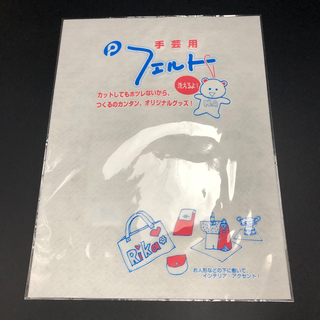 P
手芸用
フェルトー
洗えるよ!
カットしてもホツレないから、
つくるのカンタン、オリジナルグッズ!
Rika
お人形などの下に敷いて、
インテリア・アクセント!